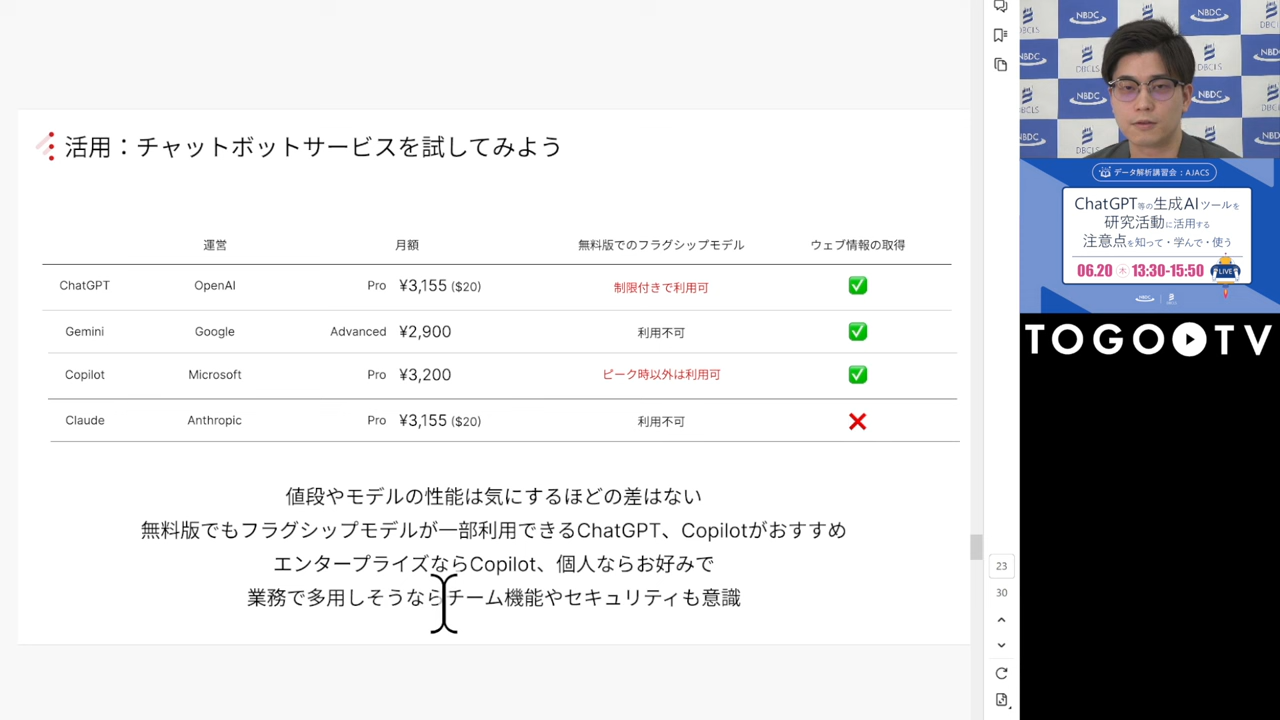 活用：チャットボットサービスを試してみよう
運営 月額 無料版でのフラグシップモデル ウェブ情報の取得
ChatGPT OpenAI Pro ¥3,155 ($20) 制限付きで利用可
Gemini Google Advanced ¥2,900 利用不可
Copilot Microsoft Pro ¥3,200 ピーク時以外は利用可
Claude Anthropic Pro ¥3,155 ($20) 利用不可
値段やモデルの性能は気にするほどの差はない
無料版でもフラグシップモデルが一部利用できるChatGPT、Copilotがおすすめ
エンタープライズならCopilot、個人ならお好みで
業務で多用しそうならチーム機能やセキュリティも意識
23
30
NBDC
NBDC
DBCLS
NBDC
NBDC
NBDC
DBCLS
データ解析講習会：AJACS
ChatGPT等の生成AIツールを
研究活動に活用する
注意点を知って・学んで・使う
06.20 木 13:30-15:50 LIVE
TOGO TV